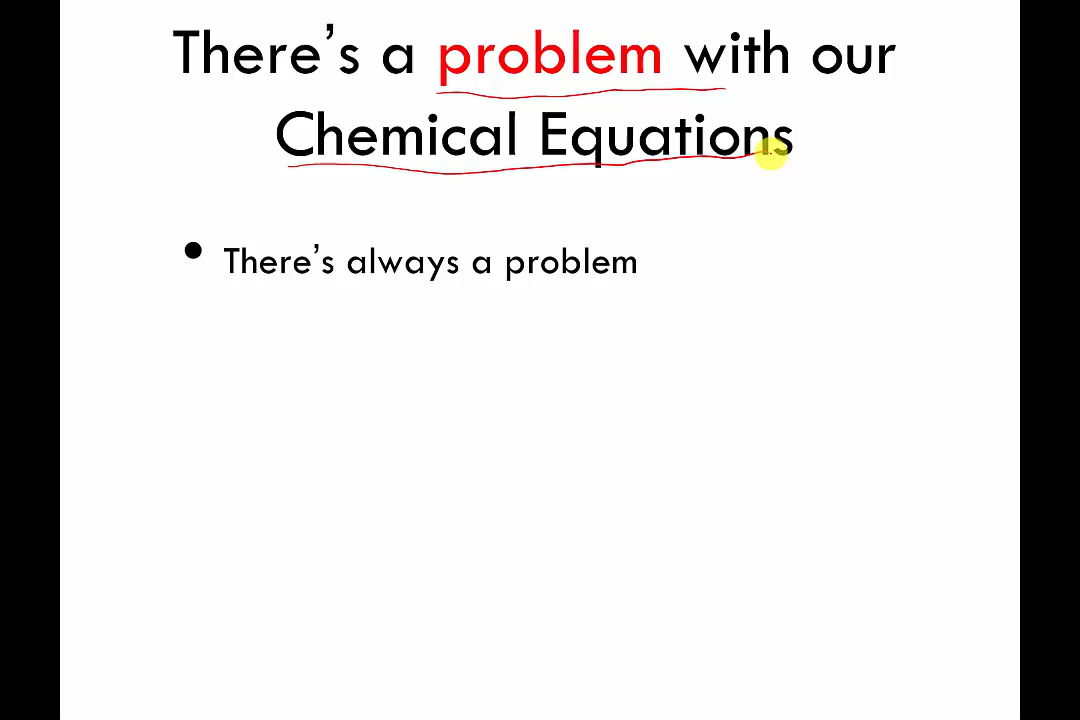 There’s a problem with our
Chemical Equations
• There’s always a problem